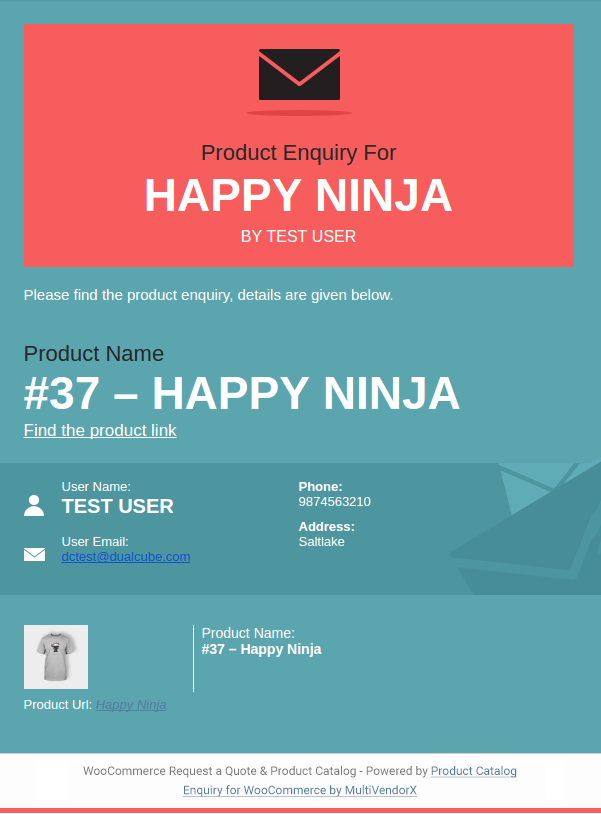 Product Enquiry For
HAPPY NINJA
BY TEST USER
Please find the product enquiry, details are given below.
Product Name
#37 – HAPPY NINJA
Find the product link
User Name:
TEST USER
User Email:
dctest@dualcube.com
Phone:
9874563210
Address:
Saltlake
Product Name:
#37 – Happy Ninja
Product Url: Happy Ninja
WooCommerce Request a Quote & Product Catalog - Powered by Product Catalog
Enquiry for WooCommerce by MultiVendorX